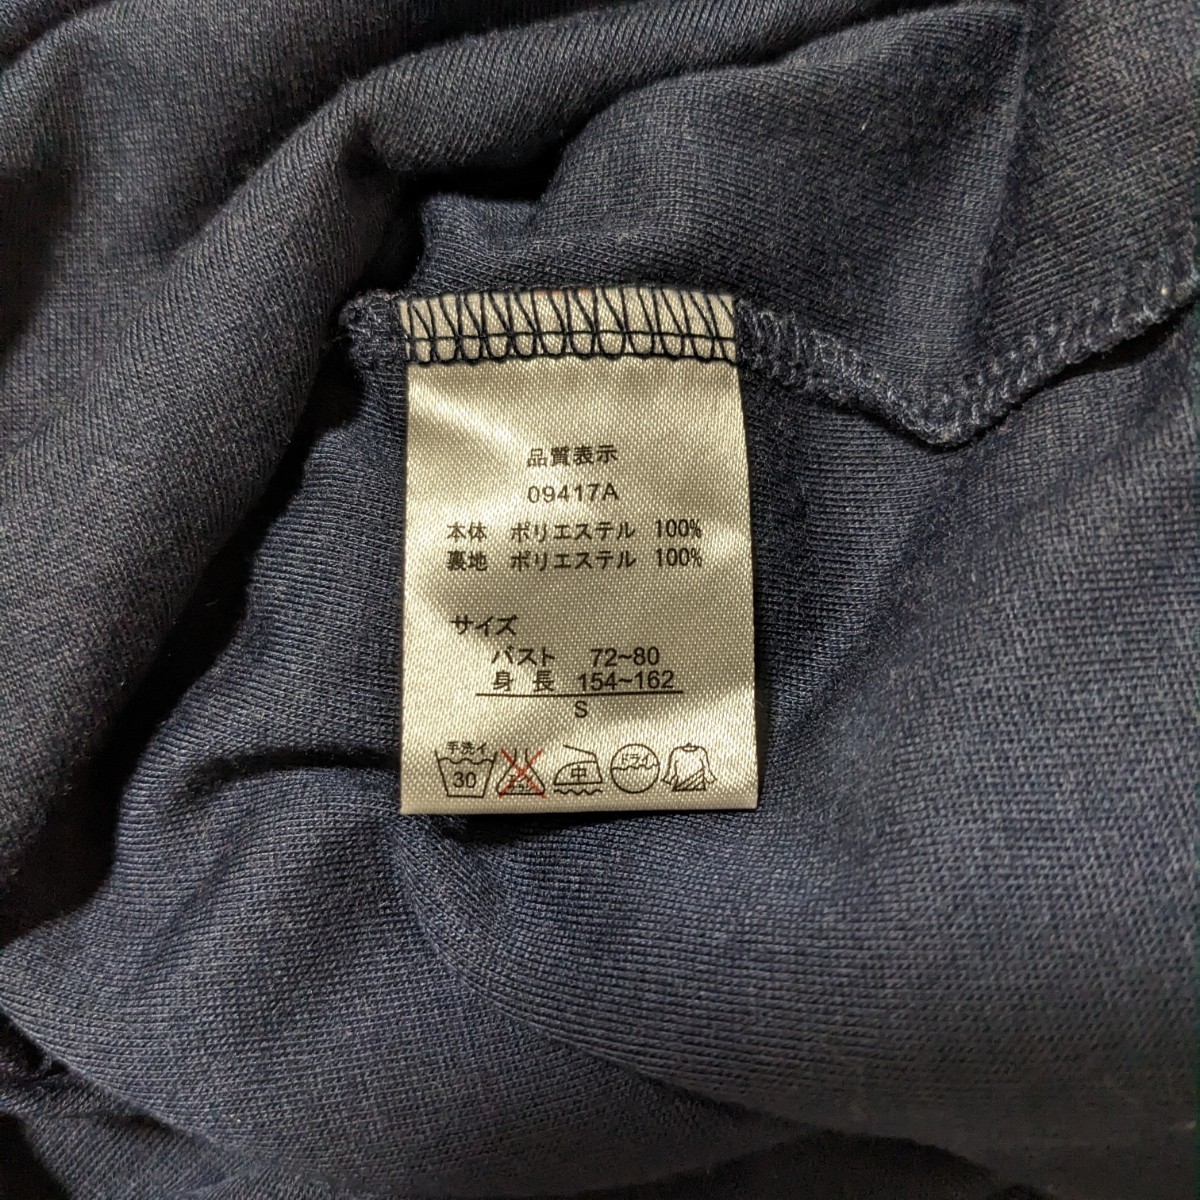 品質表示
09417A
本体 ポリエステル 100%
裏地 ポリエステル 100%
サイズ
バスト 72~80
身長 154~162
S
手洗イ
30 中 ドライ